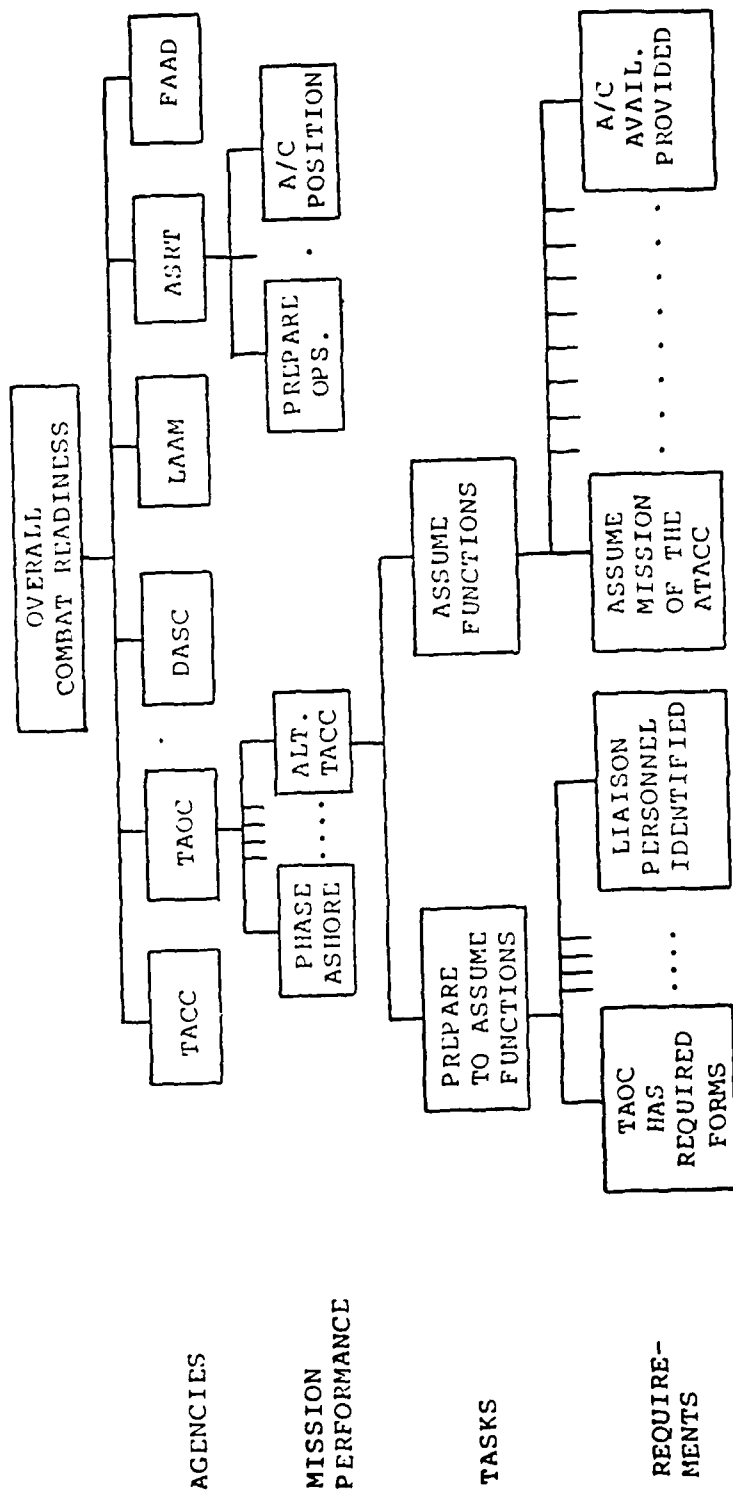 OVERALL
COMBAT READINESS
AGENCIES
TACC
TAOC
DASC
LAAM
ASRT
FAAD
MISSION
PERFORMANCE
PHASE
ASHORE
ALT.
TACC
PREPARE
OPS.
A/C
POSITION
TASKS
PREPARE
TO ASSUME
FUNCTIONS
ASSUME
FUNCTIONS
REQUIRE-
MENTS
TAOC
HAS
REQUIRED
FORMS
LIAISON
PERSONNEL
IDENTIFIED
ASSUME
MISSION
OF THE
ATACC
A/C
AVAIL.
PROVIDED